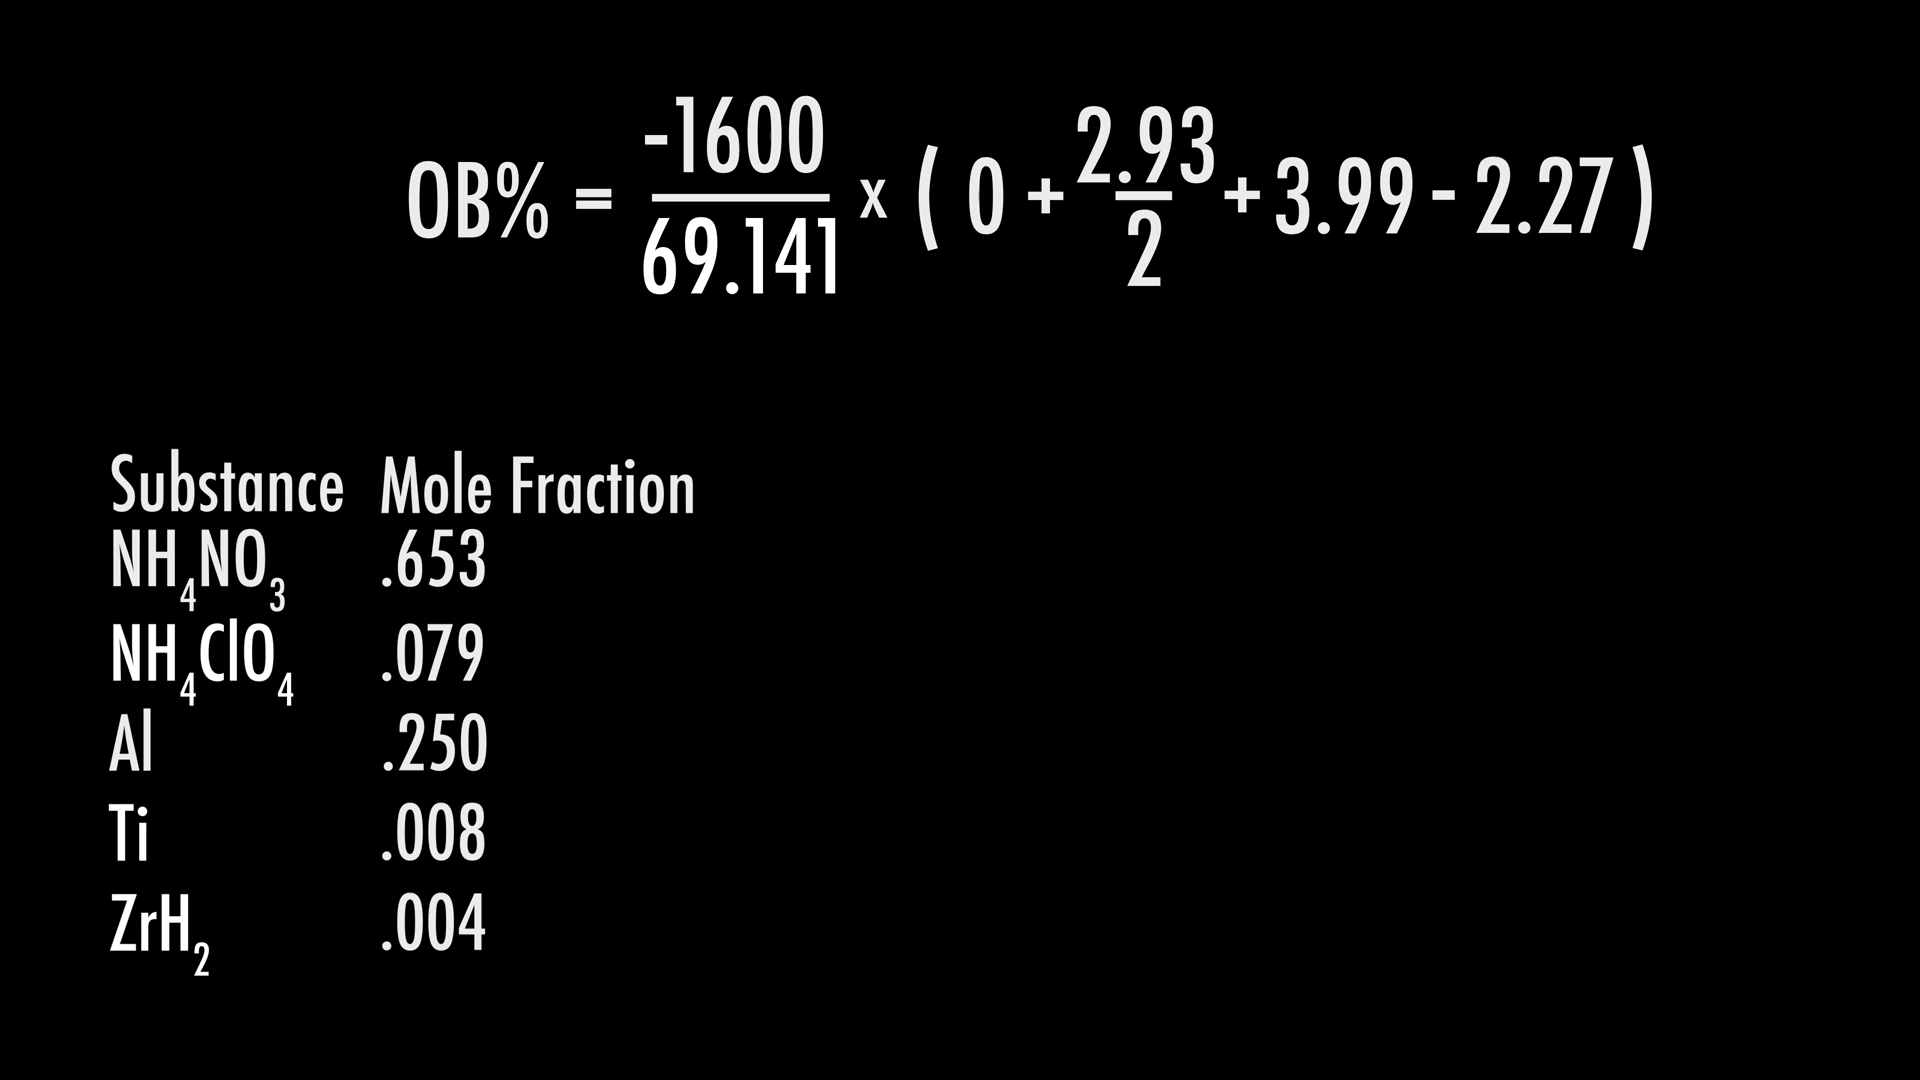 OB% = -1600/69.141 x ( 0 + 2.93/2 + 3.99 - 2.27 )
Substance Mole Fraction
NH4NO3 .653
NH4ClO4 .079
Al .250
Ti .008
ZrH2 .004